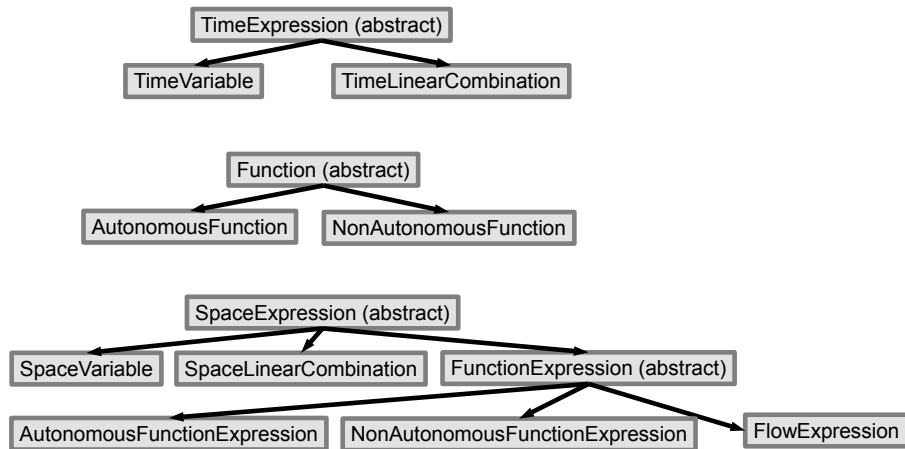 TimeExpression (abstract)
TimeVariable
TimeLinearCombination
Function (abstract)
AutonomousFunction
NonAutonomousFunction
SpaceExpression (abstract)
SpaceVariable
SpaceLinearCombination
FunctionExpression (abstract)
AutonomousFunctionExpression
NonAutonomousFunctionExpression
FlowExpression